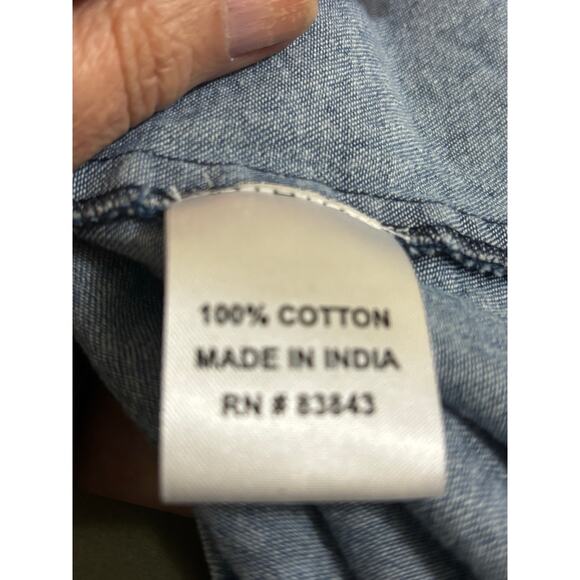 100% COTTON
MADE IN INDIA
RN # 83843